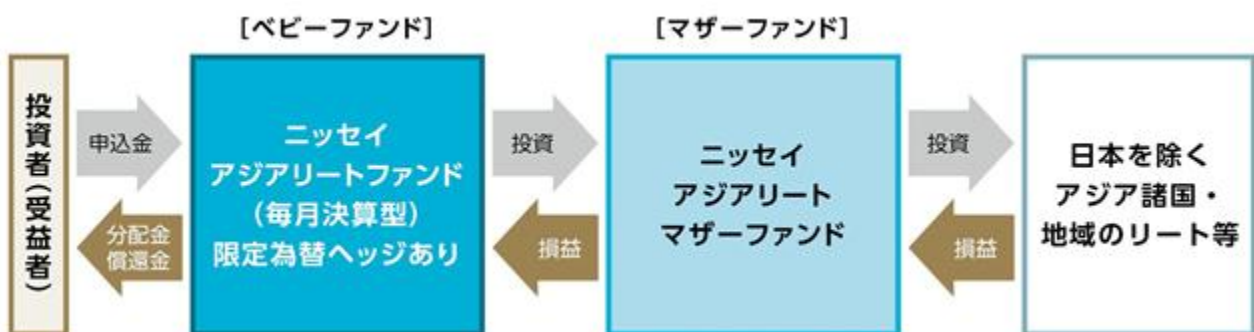 [ベビーファンド]
[マザーファンド]
投資者(受益者)
申込金
分配金
償還金
ニッセイ
アジアリートファンド
(毎月決算型)
限定為替ヘッジあり
投資
損益
ニッセイ
アジアリート
マザーファンド
投資
損益
日本を除く
アジア諸国・
地域のリート等